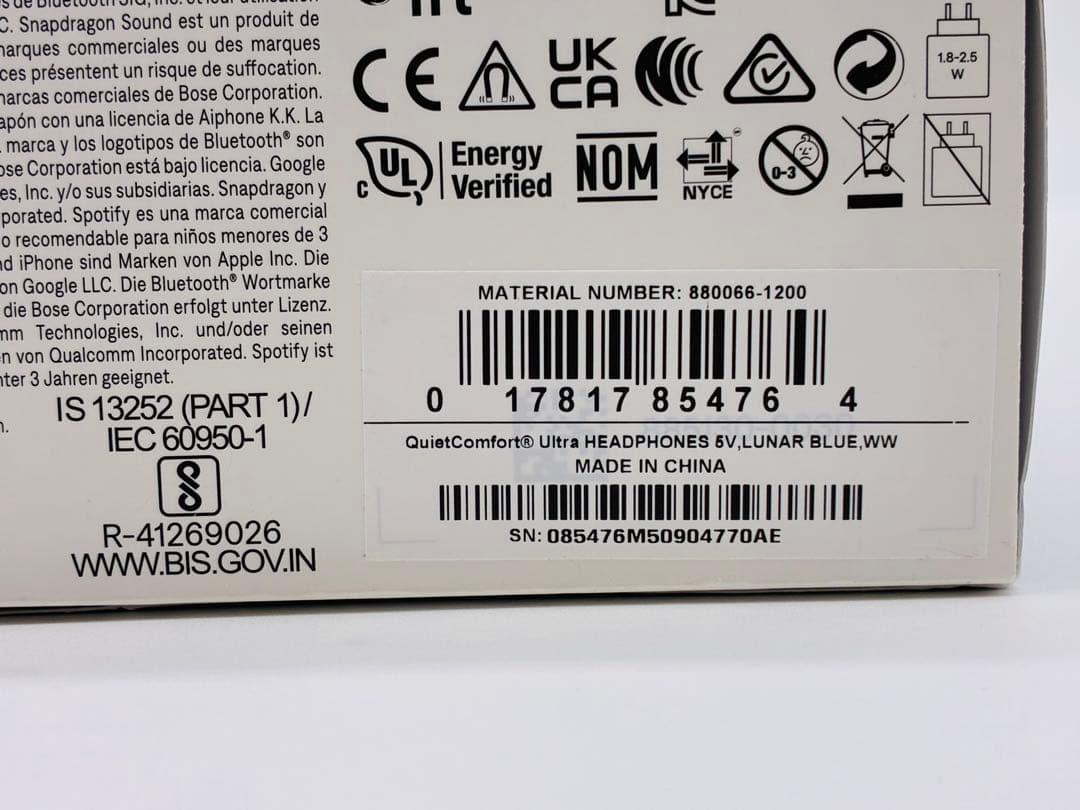 C. Snapdragon Sound est un produit de
marques commerciales ou des marques
ces présentent un risque de suffocation.
marcas comerciales de Bose Corporation.
apón con una licencia de Aiphone K.K. La
marca y los logotipos de Bluetooth® son
ose Corporation está bajo licencia. Google
es, Inc. y/o sus subsidiarias. Snapdragon y
porated. Spotify es una marca comercial
o recomendable para niños menores de 3
nd iPhone sind Marken von Apple Inc. Die
on Google LLC. Die Bluetooth® Wortmarke
die Bose Corporation erfolgt unter Lizenz.
mm Technologies, Inc. und/oder seinen
n von Qualcomm Incorporated. Spotify ist
nter 3 Jahren geeignet.
n.
IS 13252 (PART 1)/
IEC 60950-1
R-41269026
WWW.BIS.GOV.IN
CE
UK
CA
1.8-2.5
W
C UL Energy
Verified
NOM
NYCE
0-3
MATERIAL NUMBER: 880066-1200
0 17817 85476 4
QuietComfort® Ultra HEADPHONES 5V,LUNAR BLUE,WW
MADE IN CHINA
SN: 085476M50904770AE